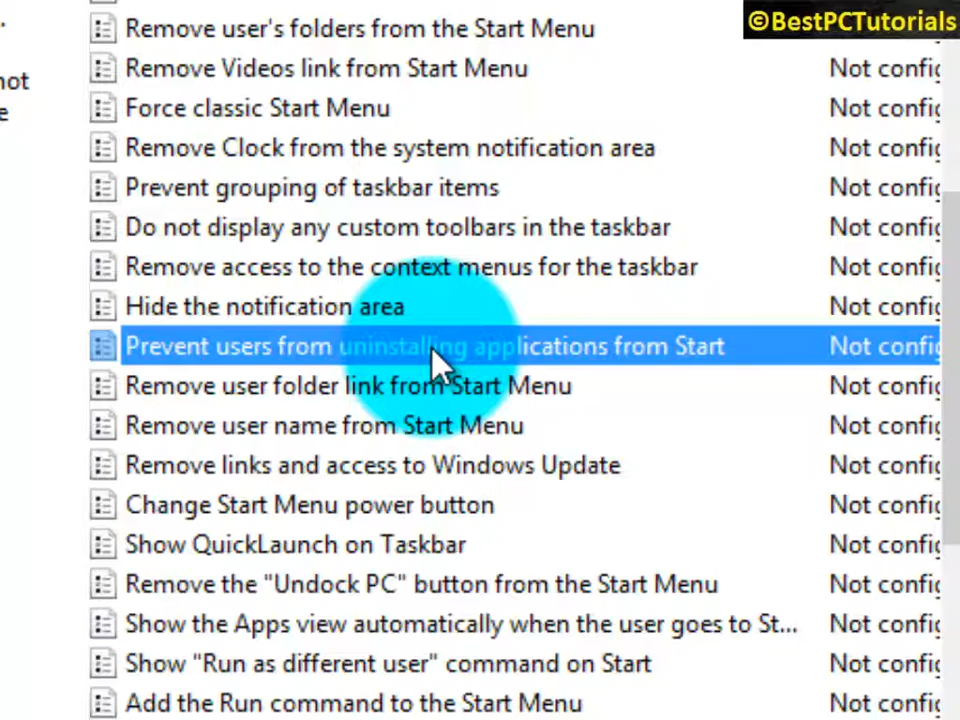 ©BestPCTutorials
Remove user's folders from the Start Menu
Remove Videos link from Start Menu Not config
not
Force classic Start Menu Not config
e
Remove Clock from the system notification area Not config
Prevent grouping of taskbar items Not config
Do not display any custom toolbars in the taskbar Not config
Remove access to the context menus for the taskbar Not config
Hide the notification area Not config
Prevent users from uninstalling applications from Start Not config
Remove user folder link from Start Menu Not config
Remove user name from Start Menu Not config
Remove links and access to Windows Update Not config
Change Start Menu power button Not config
Show QuickLaunch on Taskbar Not config
Remove the "Undock PC" button from the Start Menu Not config
Show the Apps view automatically when the user goes to St... Not config
Show "Run as different user" command on Start Not config
Add the Run command to the Start Menu Not config